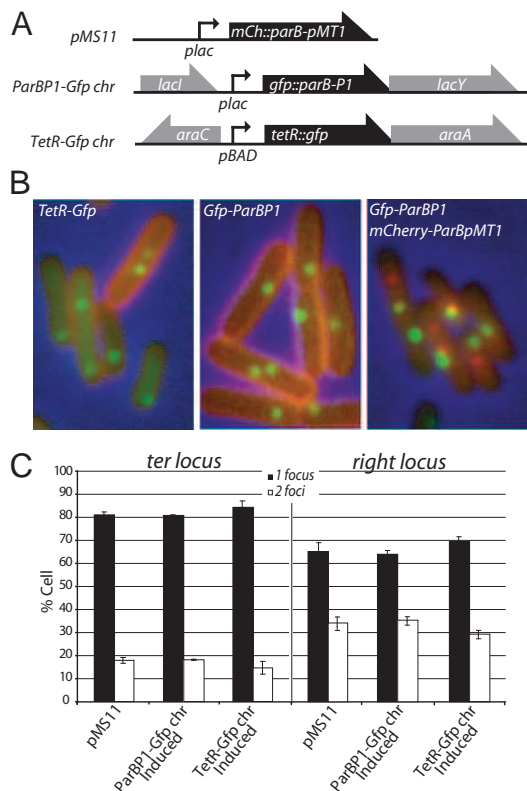 A
pMS11
mCh::parB-pMT1
plac
ParBP1-Gfp chr
lacI
gfp::parB-P1
lacY
plac
TetR-Gfp chr
araC
tetR::gfp
araA
pBAD
B
TetR-Gfp
Gfp-ParBP1
Gfp-ParBP1
mCherry-ParBpMT1
C
ter locus
right locus
1 focus
2 foci
% Cell
100
90
80
70
60
50
40
30
20
10
0
pMS11
ParBP1-Gfp chr
Induced
TetR-Gfp chr
Induced
pMS11
ParBP1-Gfp chr
Induced
TetR-Gfp chr
Induced